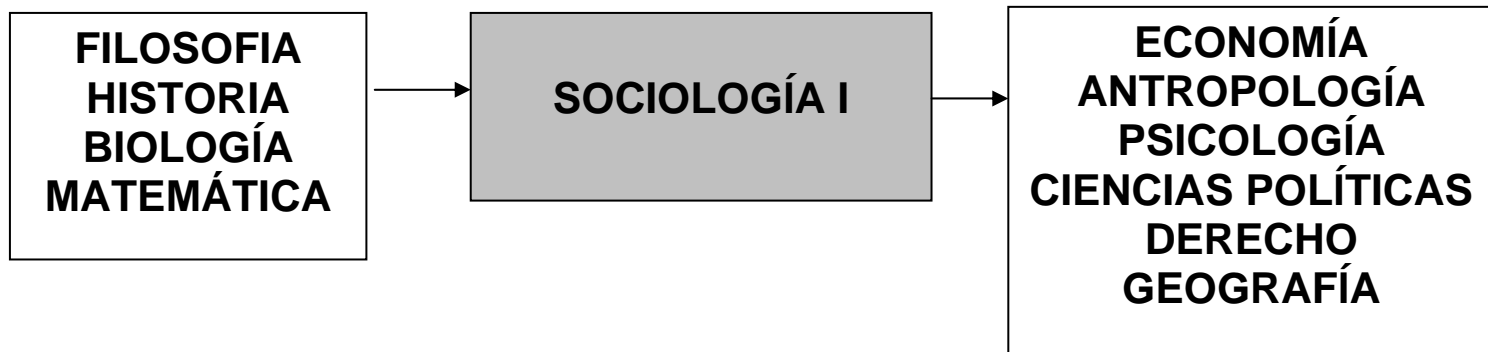 FILOSOFIA
HISTORIA
BIOLOGÍA
MATEMÁTICA
SOCIOLOGÍA I
ECONOMÍA
ANTROPOLOGÍA
PSICOLOGÍA
CIENCIAS POLÍTICAS
DERECHO
GEOGRAFÍA